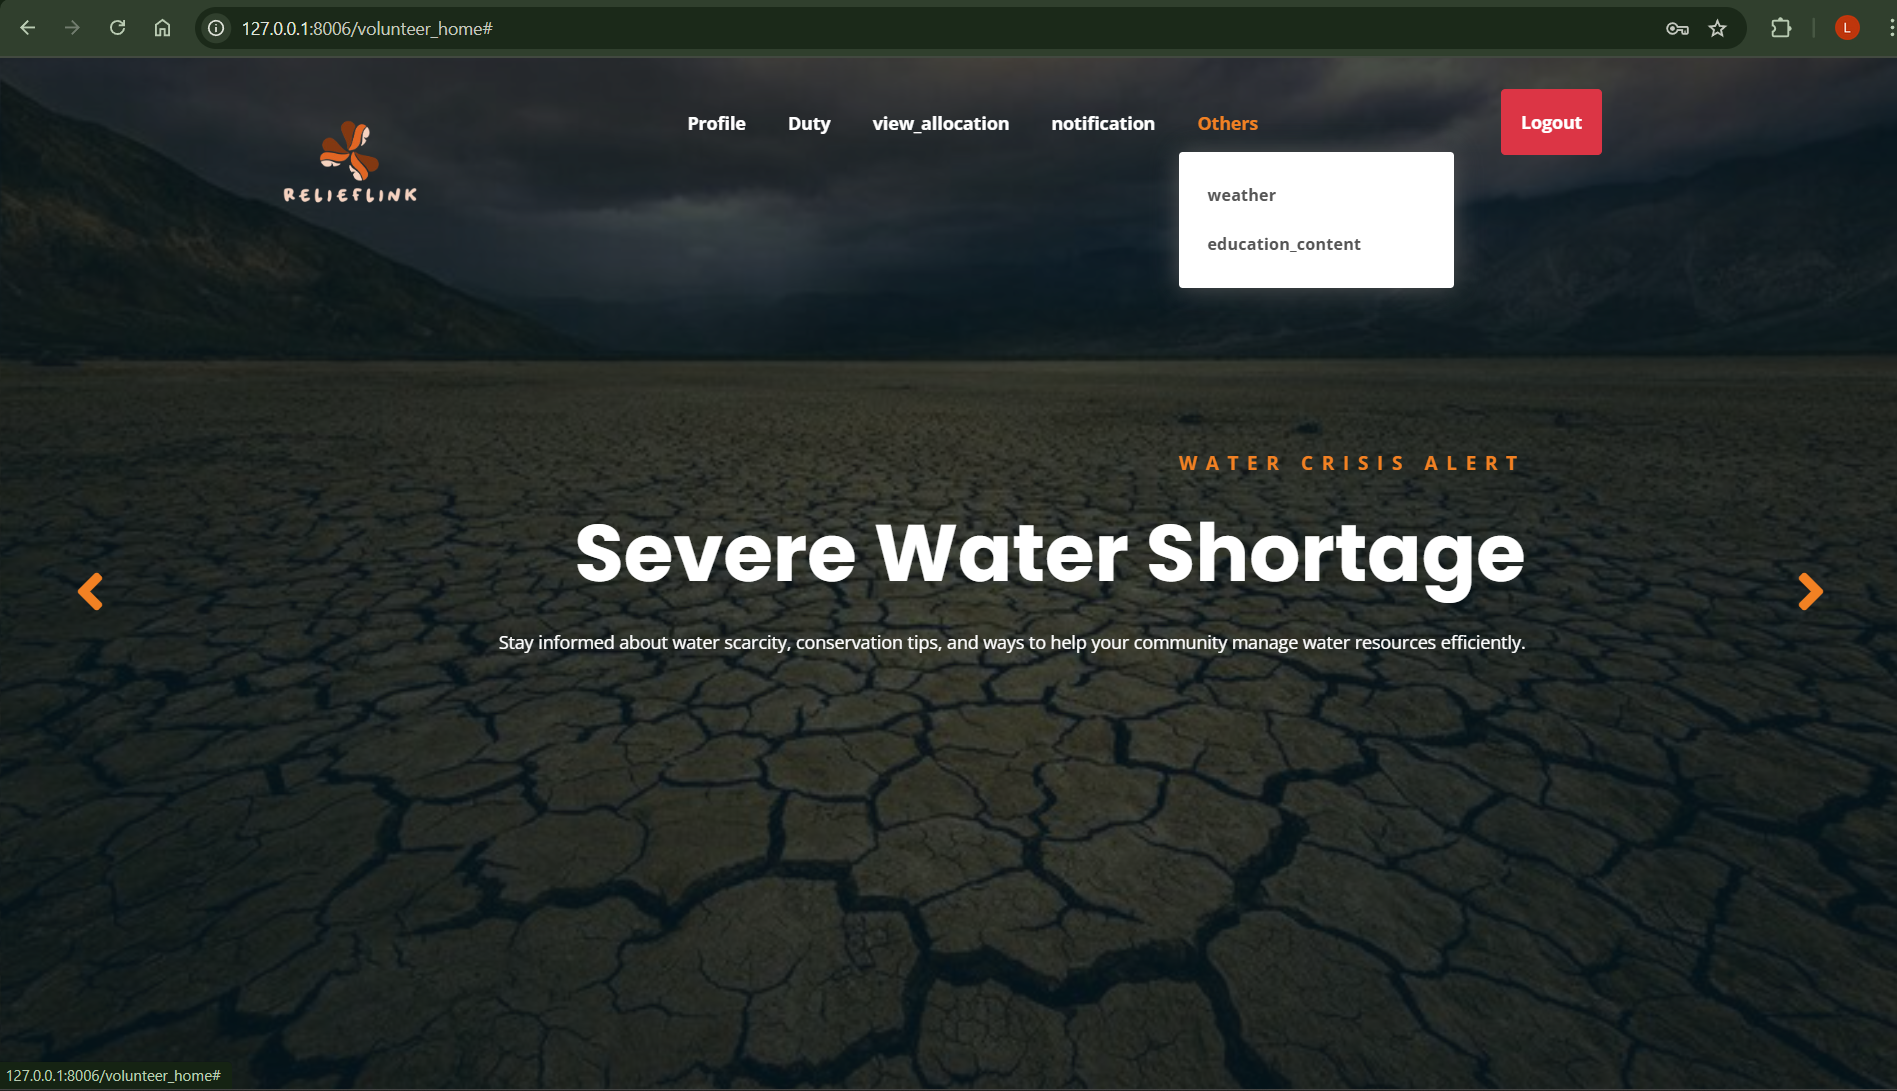 127.0.0.1:8006/volunteer_home#
L
Profile Duty view_allocation notification Others Logout
RELIEFLINK
weather
education_content
WATER CRISIS ALERT
Severe Water Shortage
Stay informed about water scarcity, conservation tips, and ways to help your community manage water resources efficiently.
127.0.0.1:8006/volunteer_home#